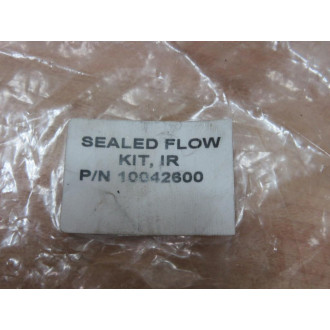 SEALED FLOW
KIT, IR
P/N 10042600